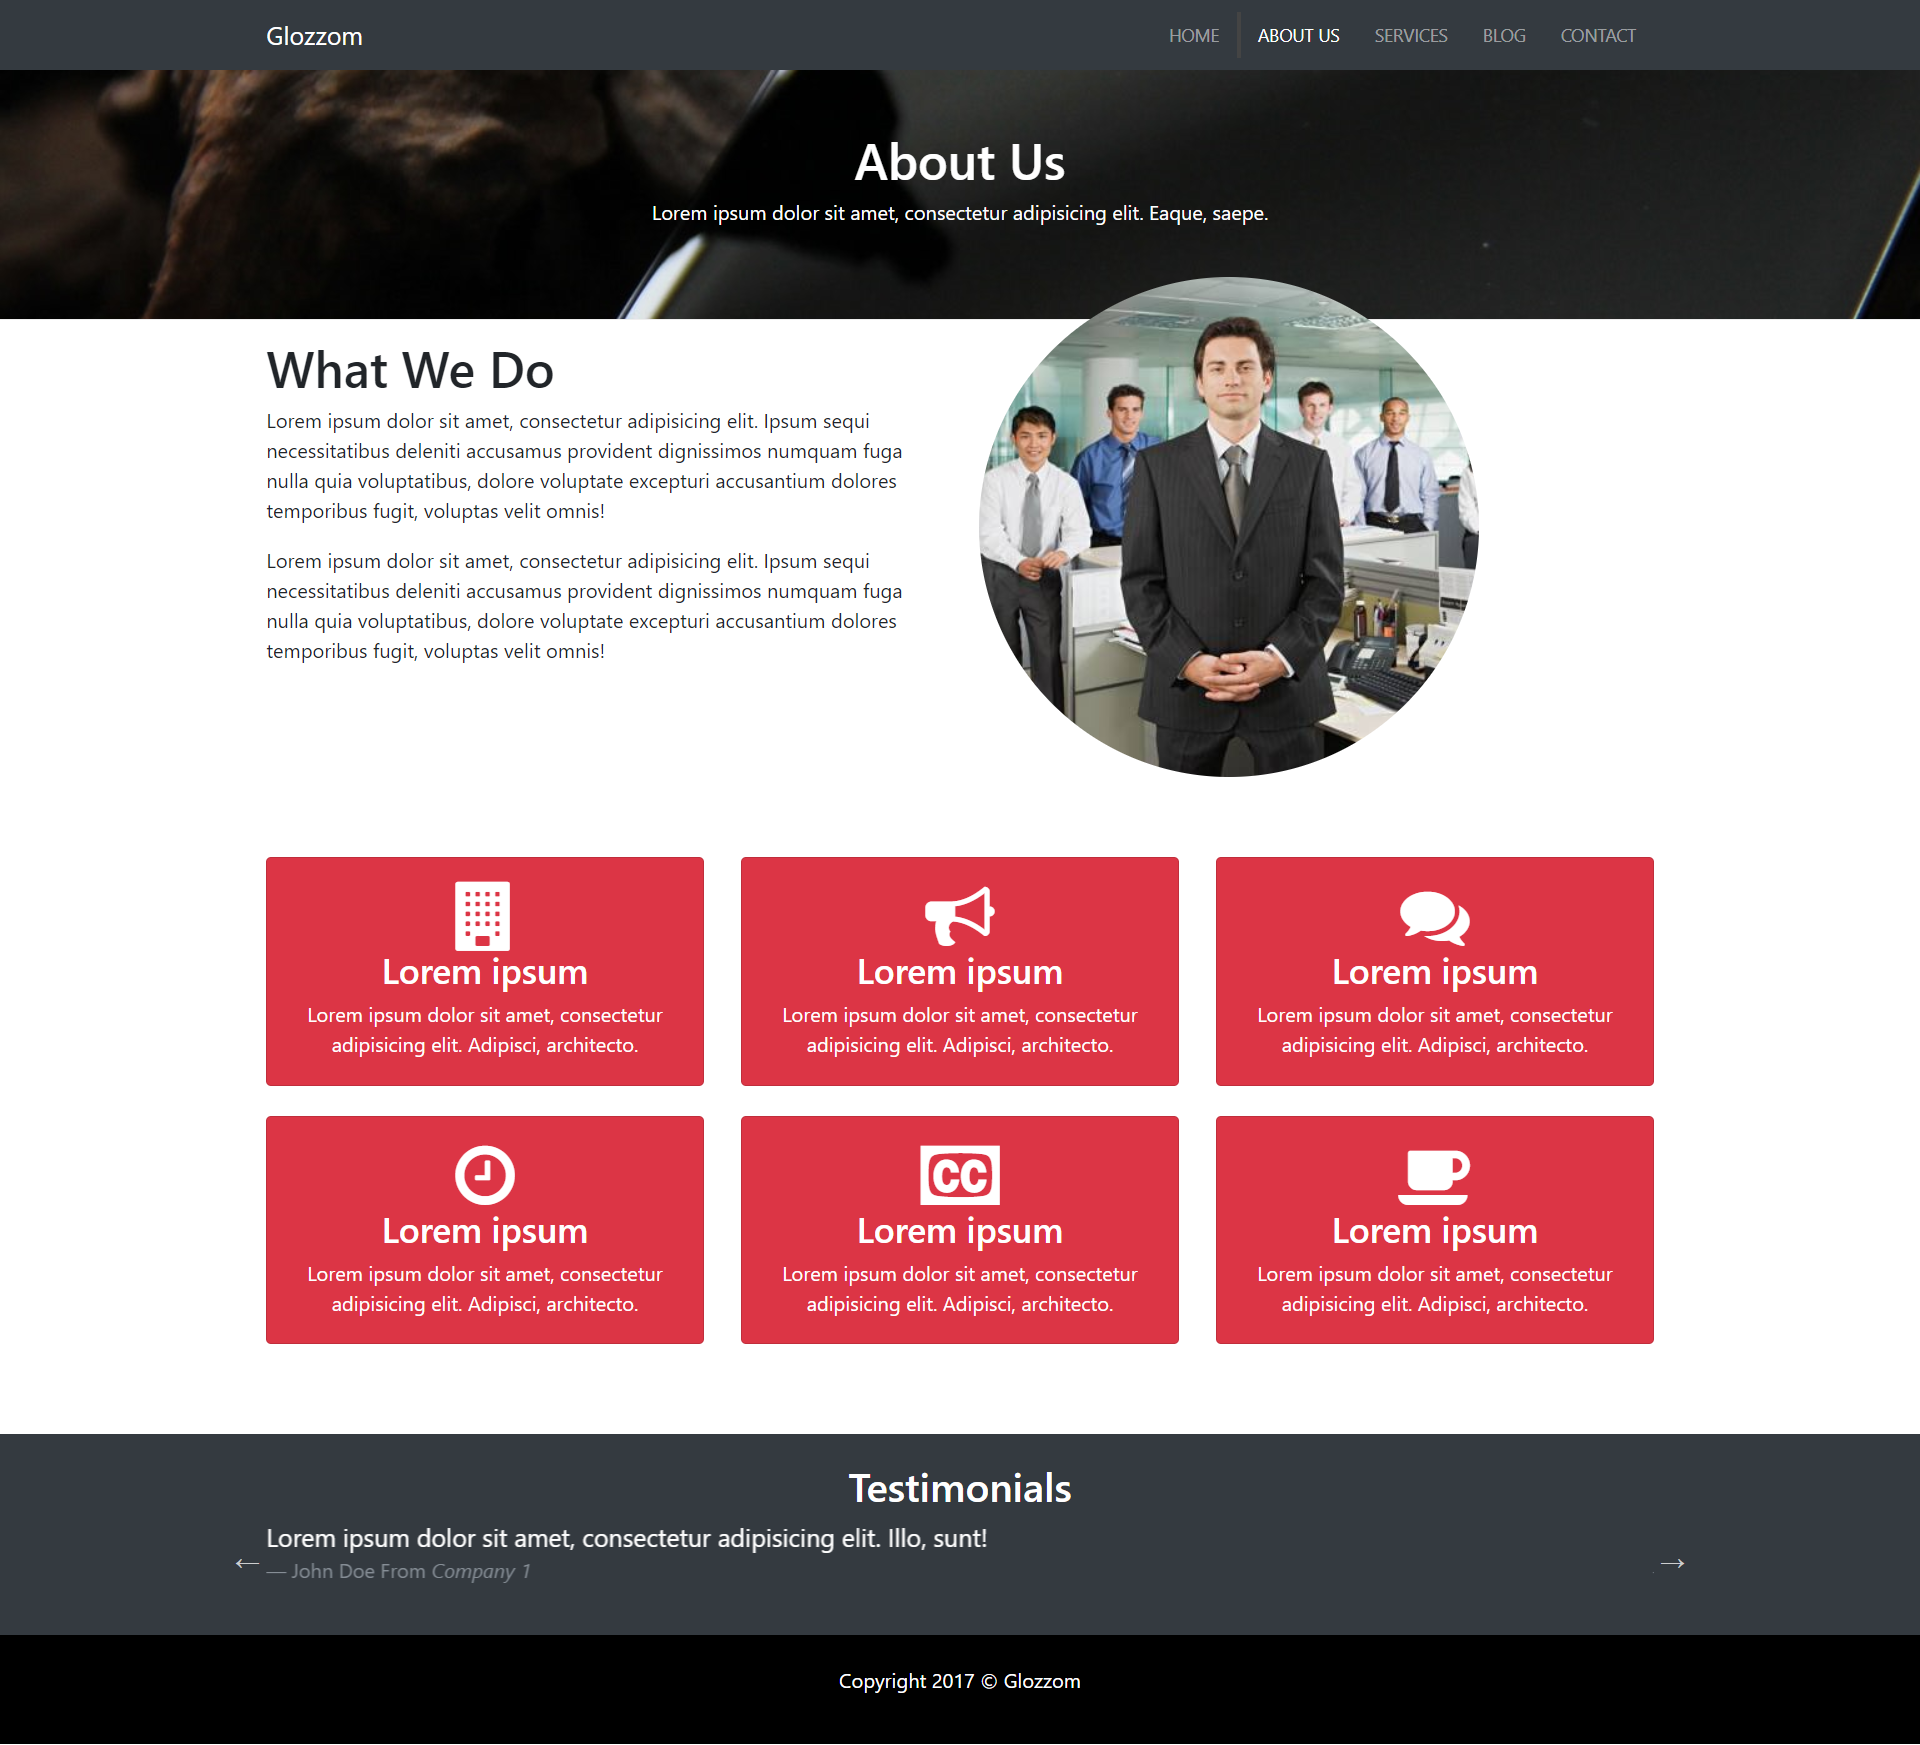 Glozzom
HOME ABOUT US SERVICES BLOG CONTACT
About Us
Lorem ipsum dolor sit amet, consectetur adipisicing elit. Eaque, saepe.
What We Do
Lorem ipsum dolor sit amet, consectetur adipisicing elit. Ipsum sequi
necessitatibus deleniti accusamus provident dignissimos numquam fuga
nulla quia voluptatibus, dolore voluptate excepturi accusantium dolores
temporibus fugit, voluptas velit omnis!
Lorem ipsum dolor sit amet, consectetur adipisicing elit. Ipsum sequi
necessitatibus deleniti accusamus provident dignissimos numquam fuga
nulla quia voluptatibus, dolore voluptate excepturi accusantium dolores
temporibus fugit, voluptas velit omnis!
Lorem ipsum
Lorem ipsum dolor sit amet, consectetur
adipisicing elit. Adipisci, architecto.
Lorem ipsum
Lorem ipsum dolor sit amet, consectetur
adipisicing elit. Adipisci, architecto.
Lorem ipsum
Lorem ipsum dolor sit amet, consectetur
adipisicing elit. Adipisci, architecto.
Lorem ipsum
Lorem ipsum dolor sit amet, consectetur
adipisicing elit. Adipisci, architecto.
CC
Lorem ipsum
Lorem ipsum dolor sit amet, consectetur
adipisicing elit. Adipisci, architecto.
Lorem ipsum
Lorem ipsum dolor sit amet, consectetur
adipisicing elit. Adipisci, architecto.
Testimonials
Lorem ipsum dolor sit amet, consectetur adipisicing elit. Illo, sunt!
— John Doe From Company 1
Copyright 2017 © Glozzom